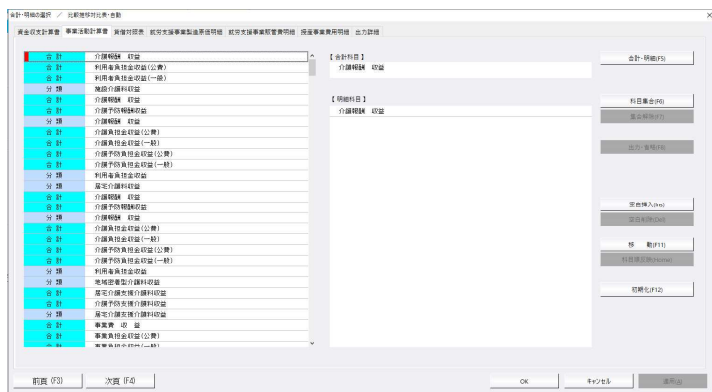 合計・明細の選択 ／ 元帳推移対比表・自動
資金収支計算書 事業活動計算書 貸借対照表 就労支援事業製造原価明細 就労支援事業販管費明細 授産事業費用明細 出力詳細
合 計 介護報酬 収益
合 計 利用者負担金収益(公費)
合 計 利用者負担金収益(一般)
分 類 施設介護料収益
合 計 介護報酬 収益
合 計 介護予防報酬収益
分 類 介護報酬 収益
合 計 介護負担金収益(公費)
合 計 介護負担金収益(一般)
合 計 介護予防負担金収益(公費)
合 計 介護予防負担金収益(一般)
分 類 利用者負担金収益
分 類 居宅介護料収益
合 計 介護報酬 収益
合 計 介護予防報酬収益
分 類 介護報酬 収益
合 計 介護負担金収益(公費)
合 計 介護負担金収益(一般)
合 計 介護予防負担金収益(公費)
合 計 介護予防負担金収益(一般)
分 類 利用者負担金収益
分 類 地域密着型介護料収益
合 計 居宅介護支援介護料収益
合 計 介護予防支援介護料収益
分 類 居宅介護支援介護料収益
合 計 事業費 収 益
合 計 事業負担金収益(公費)
合 計 事業負担金収益(一般)
【合計科目】
介護報酬 収益
【明細科目】
介護報酬 収益
合計・明細(F5)
科目集合(F6)
集合解除(F7)
空白挿入(Ins)
空白削除(Del)
移 動(F11)
初期化(F12)
前頁(F3)
次頁(F4)
OK
キャンセル
適用(A)